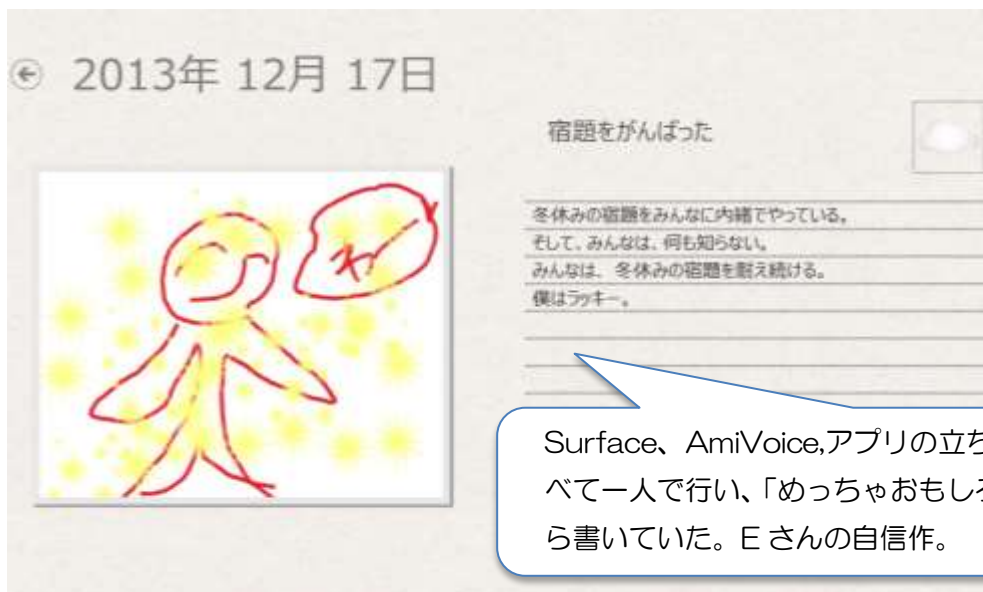 2013年 12月 17日
宿題をがんばった
冬休みの宿題をみんなに内緒でやっている。
そして、みんなは、何も知らない。
みんなは、冬休みの宿題を耐え続ける。
僕はラッキー。
わーい
Surface、AmiVoice,アプリの立ち
べて一人で行い、「めっちゃおもしろ
ら書いていた。Eさんの自信作。